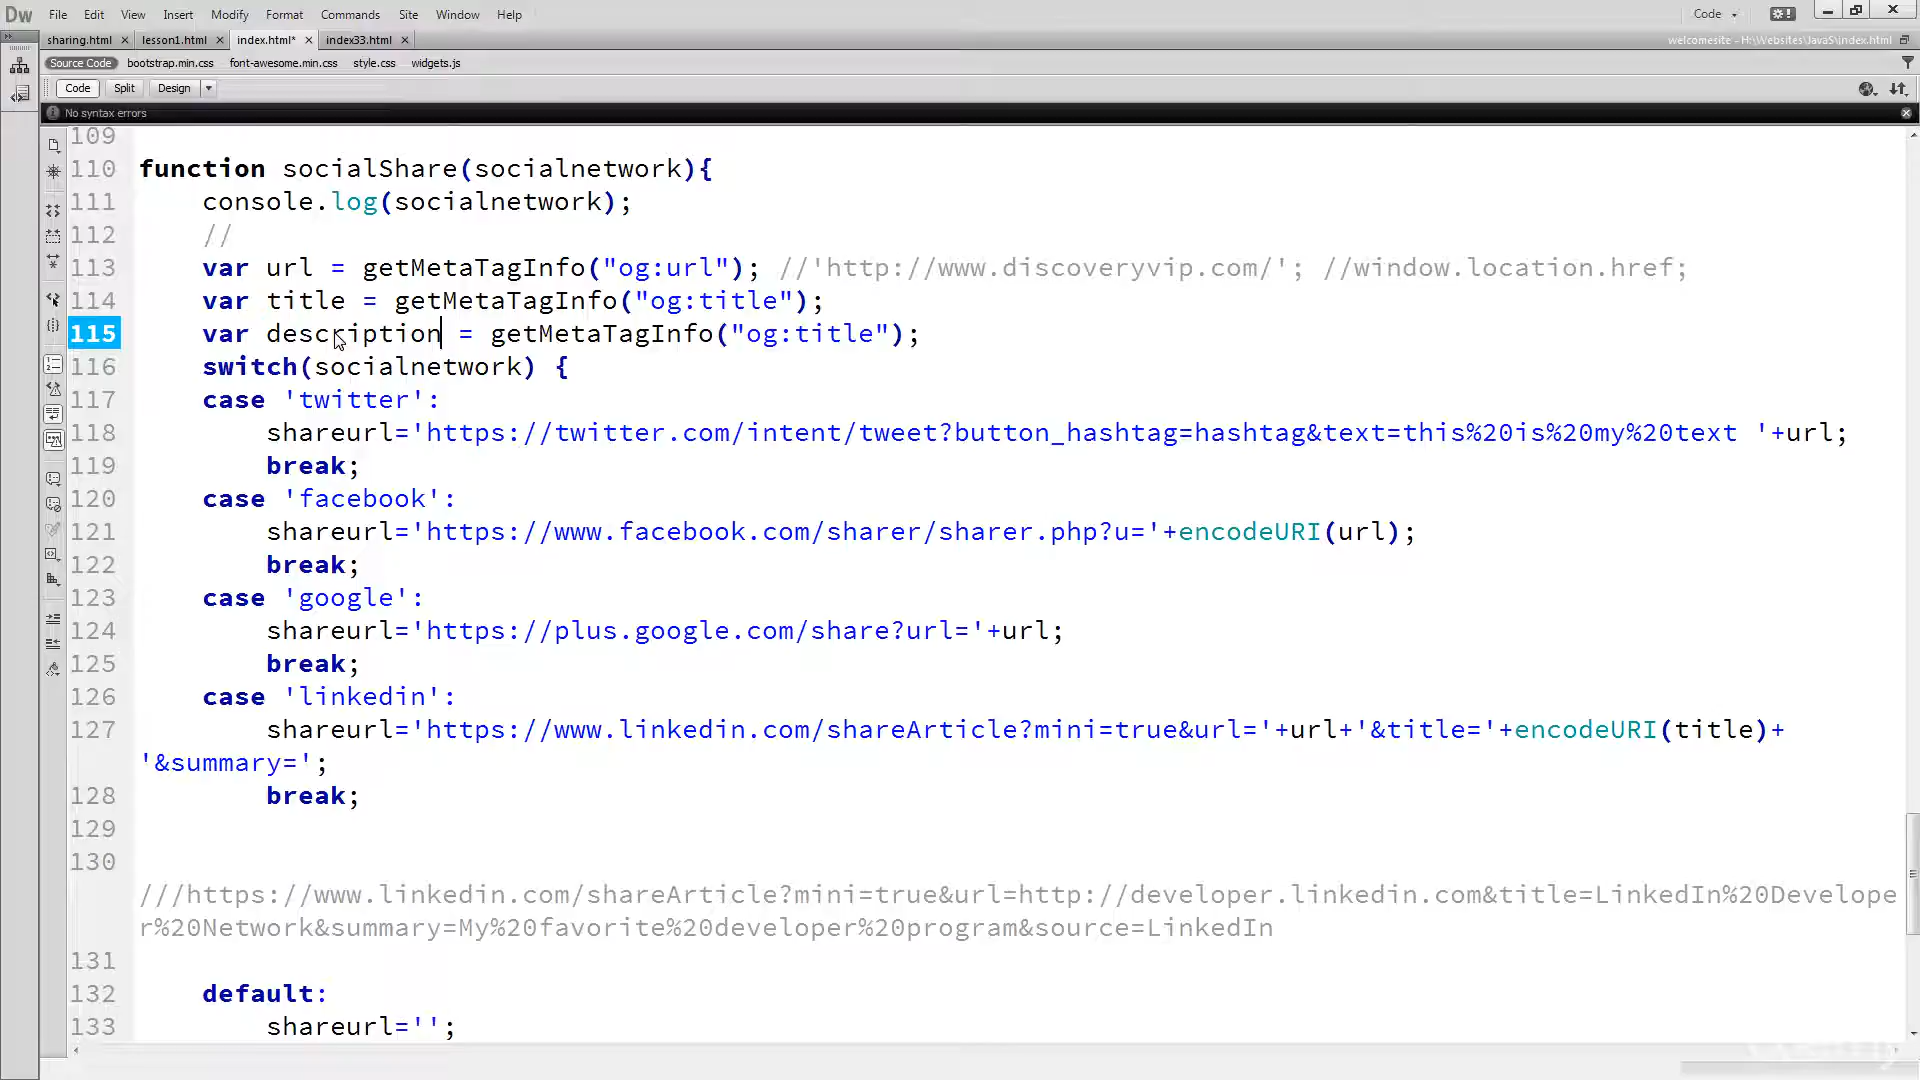 Dw File Edit View Insert Modify Format Commands Site Window Help Code
sharing.html × lesson1.html × index.html* × index33.html × welcomesite - H:\Websites\JavaS\index.html
Source Code bootstrap.min.css font-awesome.min.css style.css widgets.js
Code Split Design
No syntax errors
109
110 function socialShare(socialnetwork){
111 console.log(socialnetwork);
112 //
113 var url = getMetaTagInfo("og:url"); //'http://www.discoveryvip.com/'; //window.location.href;
114 var title = getMetaTagInfo("og:title");
115 var description = getMetaTagInfo("og:title");
116 switch(socialnetwork) {
117 case 'twitter':
118 shareurl='https://twitter.com/intent/tweet?button_hashtag=hashtag&text=this%20is%20my%20text '+url;
119 break;
120 case 'facebook':
121 shareurl='https://www.facebook.com/sharer/sharer.php?u='+encodeURI(url);
122 break;
123 case 'google':
124 shareurl='https://plus.google.com/share?url='+url;
125 break;
126 case 'linkedin':
127 shareurl='https://www.linkedin.com/shareArticle?mini=true&url='+url+'&title='+encodeURI(title)+
'&summary=';
128 break;
129
130
///https://www.linkedin.com/shareArticle?mini=true&url=http://developer.linkedin.com&title=LinkedIn%20Develope
r%20Network&summary=My%20favorite%20developer%20program&source=LinkedIn
131
132 default:
133 shareurl='';